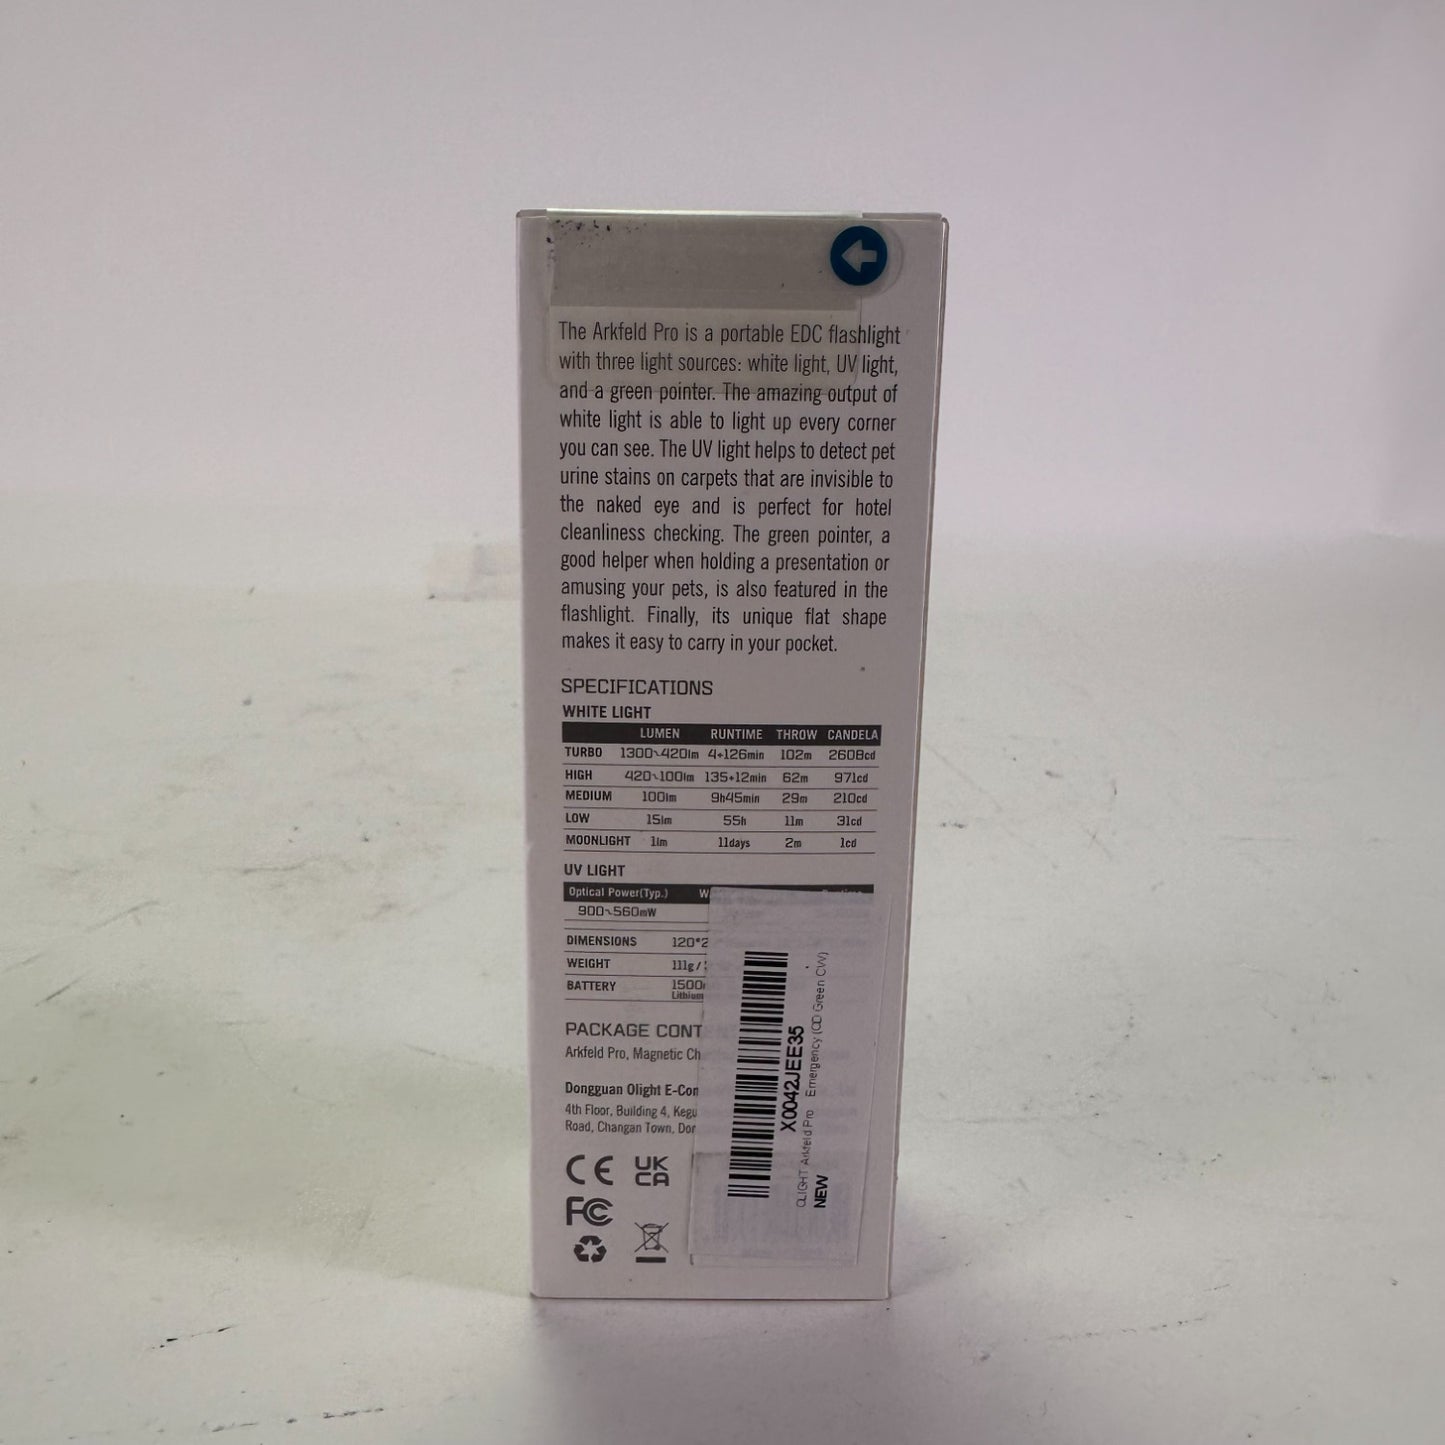 The Arkfeld Pro is a portable EDC flashlight
with three light sources: white light, UV light,
and a green pointer. The amazing output of
white light is able to light up every corner
you can see. The UV light helps to detect pet
urine stains on carpets that are invisible to
the naked eye and is perfect for hotel
cleanliness checking. The green pointer, a
good helper when holding a presentation or
amusing your pets, is also featured in the
flashlight. Finally, its unique flat shape
makes it easy to carry in your pocket.
SPECIFICATIONS
WHITE LIGHT
LUMEN RUNTIME THROW CANDELA
TURBO 1300~420lm 4+126min 102m 2608cd
HIGH 420~100lm 135+12min 62m 971cd
MEDIUM 100lm 9h45min 29m 210cd
LOW 15lm 55h 11m 31cd
MOONLIGHT 1lm 11days 2m 1cd
UV LIGHT
Optical Power(Typ.)
900~560mW
DIMENSIONS 120*2
WEIGHT 111g /
BATTERY 1500
Lithium
PACKAGE CONT
Arkfeld Pro, Magnetic Ch
Dongguan Olight E-Com
4th Floor, Building 4, Kegu
Road, Changan Town, Don
CE UK
CA
FC
X0042JEE35
OLIGHT Arkfeld Pro Emergency (OD Green CW)
NEW